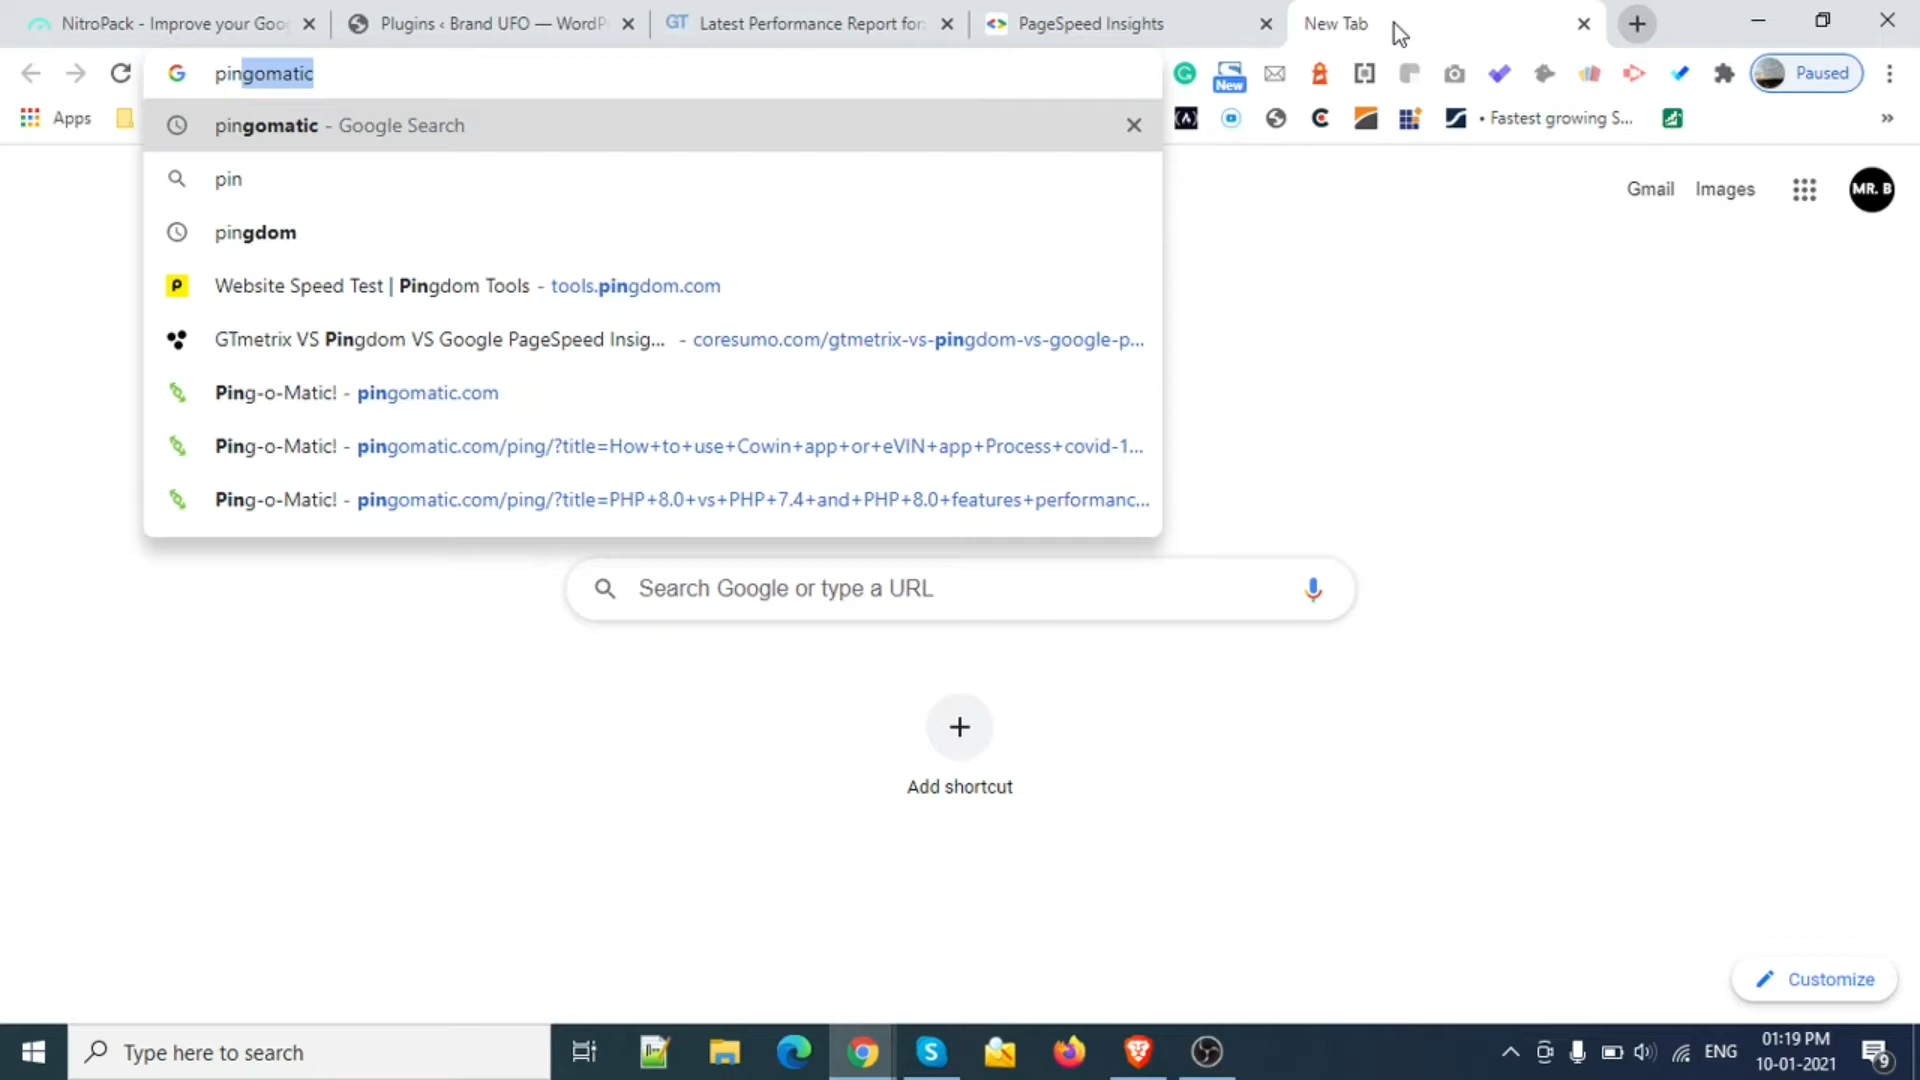 NitroPack - Improve your Goog
Plugins ‹ Brand UFO — WordP
GT Latest Performance Report for:
PageSpeed Insights
New Tab
pingomatic
New
Paused
Apps
• Fastest growing S...
»
pingomatic - Google Search
pin
pingdom
P Website Speed Test | Pingdom Tools - tools.pingdom.com
GTmetrix VS Pingdom VS Google PageSpeed Insig... - coresumo.com/gtmetrix-vs-pingdom-vs-google-p...
Ping-o-Matic! - pingomatic.com
Ping-o-Matic! - pingomatic.com/ping/?title=How+to+use+Cowin+app+or+eVIN+app+Process+covid-1...
Ping-o-Matic! - pingomatic.com/ping/?title=PHP+8.0+vs+PHP+7.4+and+PHP+8.0+features+performanc...
Gmail Images MR. B
Search Google or type a URL
Add shortcut
Customize
Type here to search
ENG
01:19 PM
10-01-2021
9